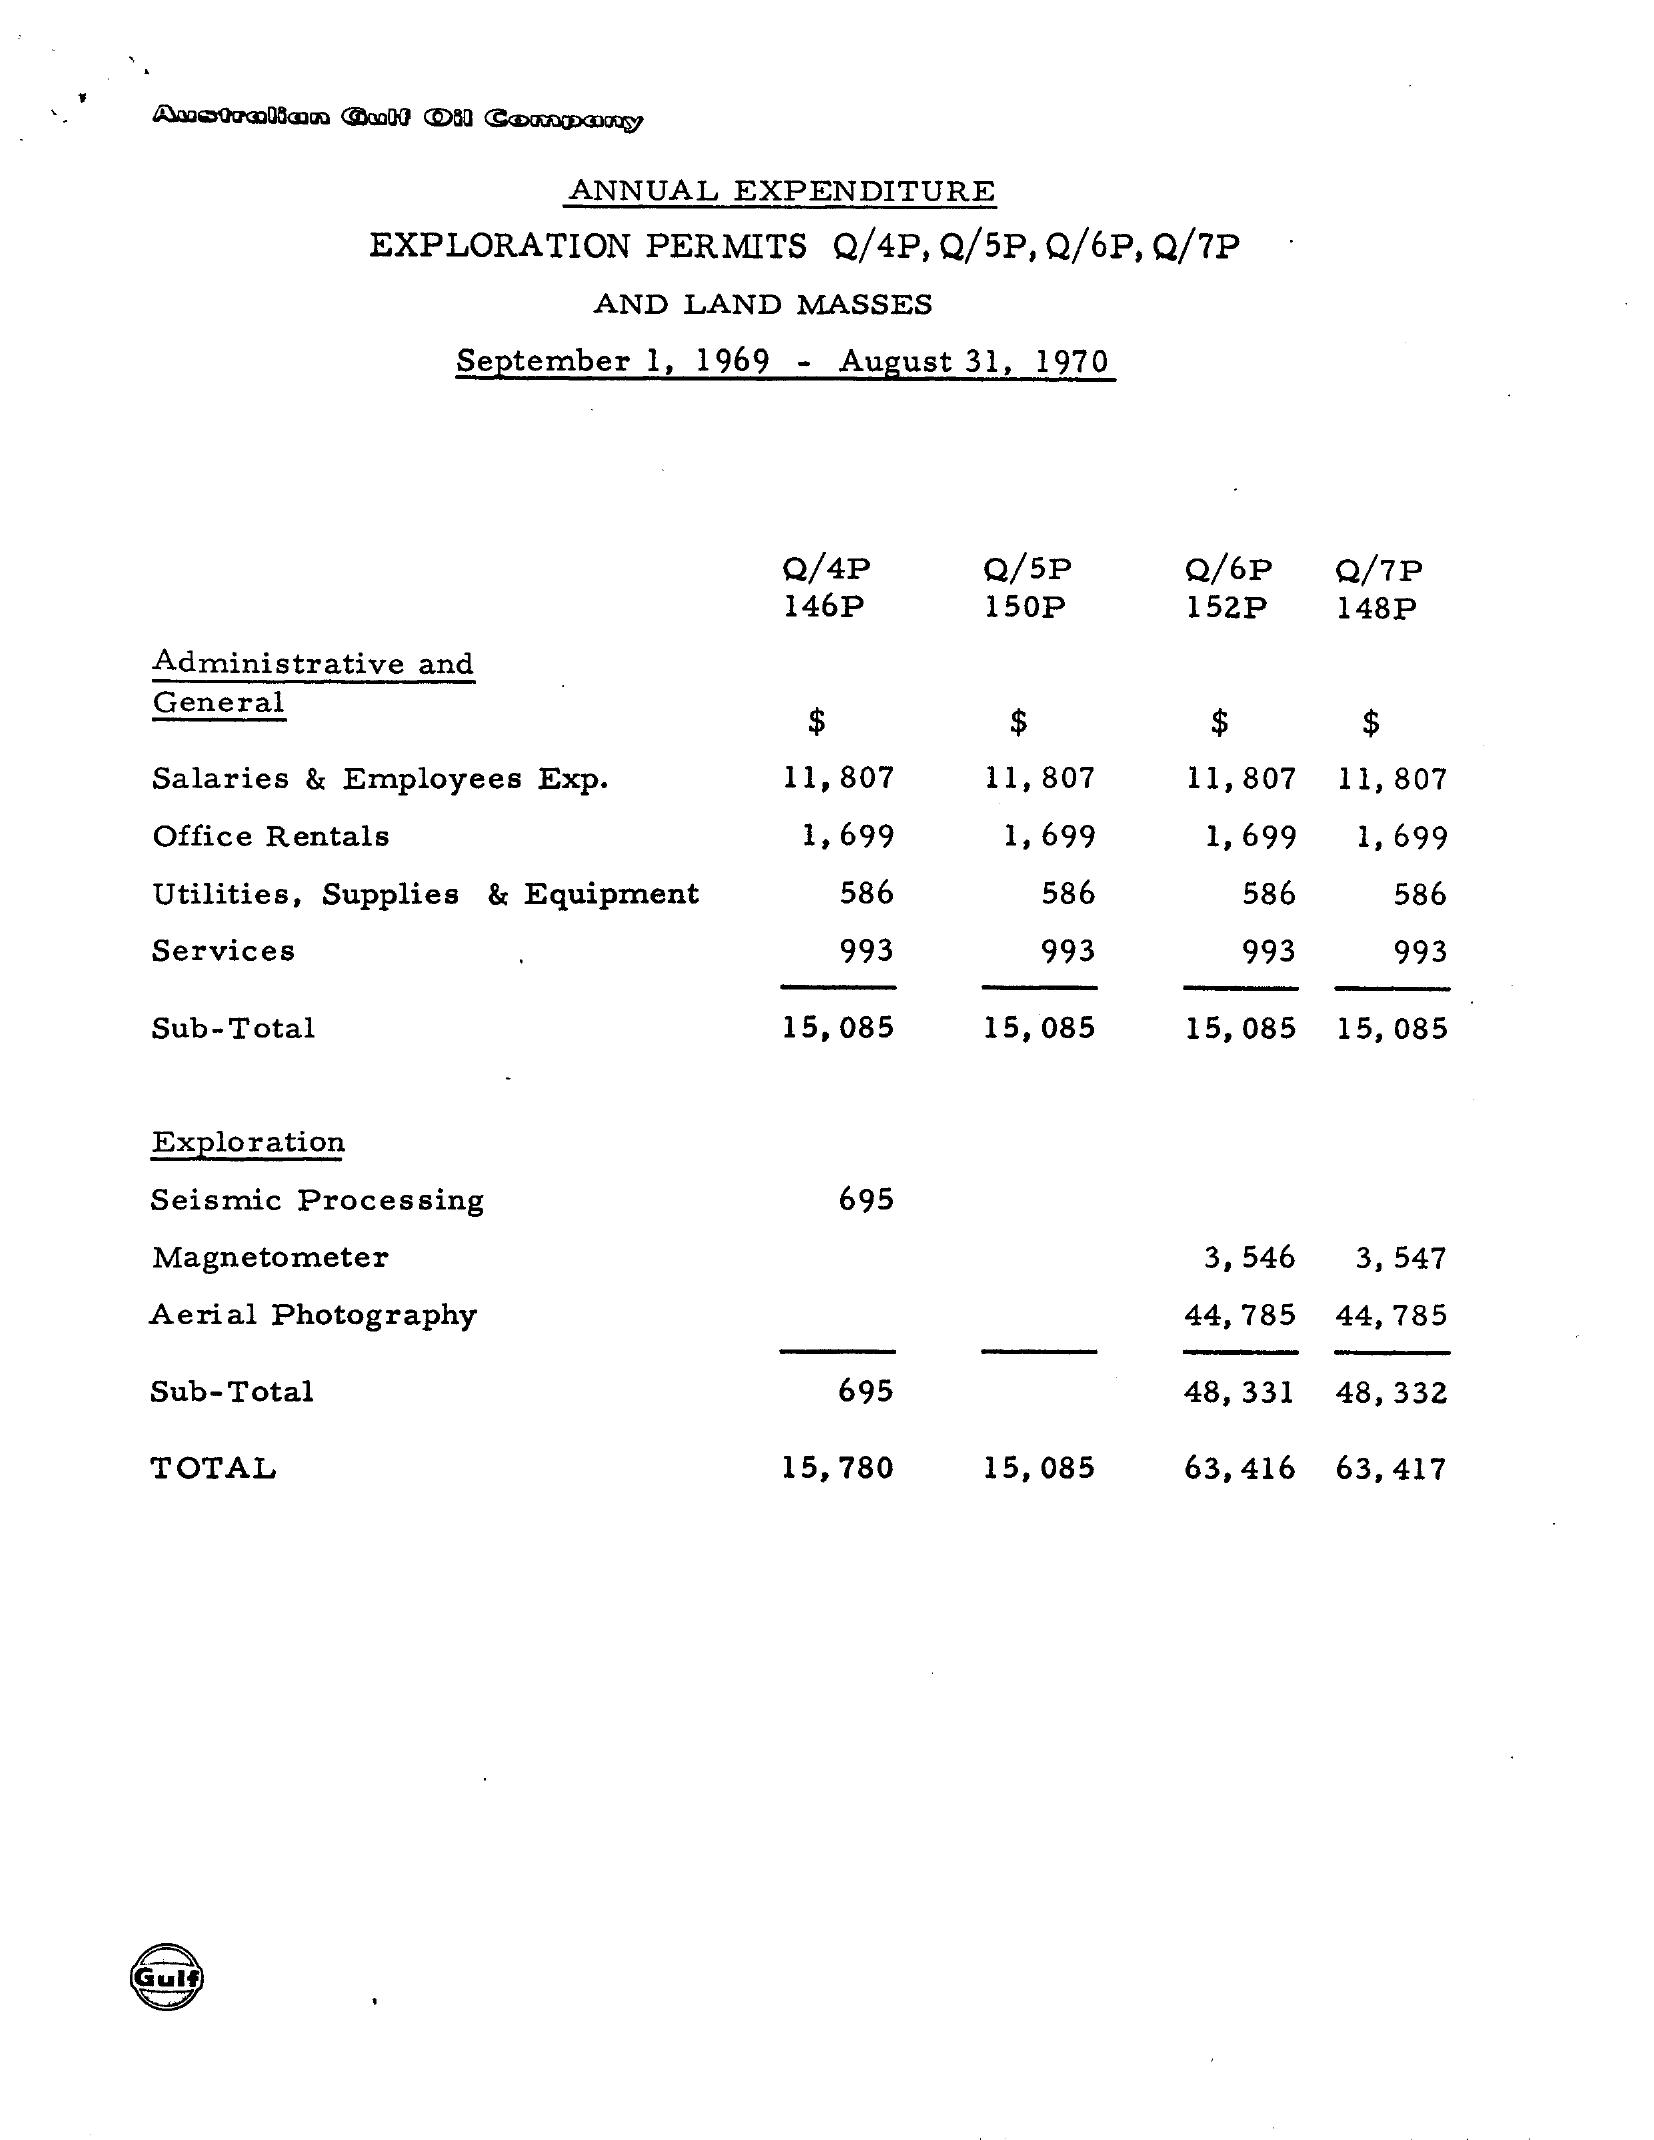 Australian Gulf Oil Company
ANNUAL EXPENDITURE
EXPLORATION PERMITS Q/4P, Q/5P, Q/6P, Q/7P
AND LAND MASSES
September 1, 1969 - August 31, 1970
Q/4P Q/5P Q/6P Q/7P
146P 150P 152P 148P
Administrative and
General
$ $ $ $
Salaries & Employees Exp. 11,807 11,807 11,807 11,807
Office Rentals 1,699 1,699 1,699 1,699
Utilities, Supplies & Equipment 586 586 586 586
Services 993 993 993 993
Sub-Total 15,085 15,085 15,085 15,085
Exploration
Seismic Processing 695
Magnetometer 3,546 3,547
Aerial Photography 44,785 44,785
Sub-Total 695 48,331 48,332
TOTAL 15,780 15,085 63,416 63,417
Gulf